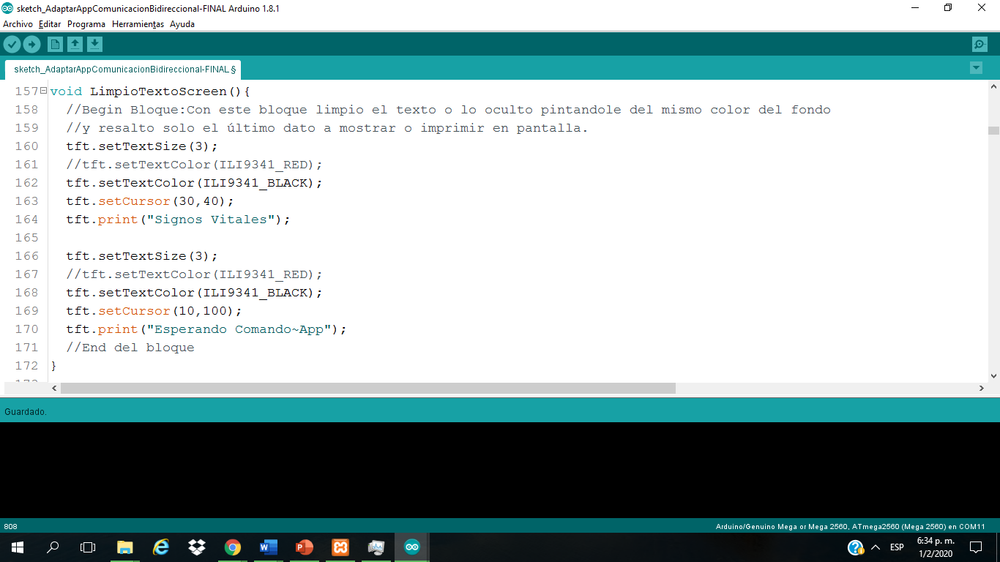 sketch_AdaptarAppComunicacionBidireccional-FINAL Arduino 1.8.1
Archivo Editar Programa Herramientas Ayuda
sketch_AdaptarAppComunicacionBidireccional-FINAL §
157 void LimpioTextoScreen(){
158 //Begin Bloque:Con este bloque limpio el texto o lo oculto pintandole del mismo color del fondo
159 //y resalto solo el último dato a mostrar o imprimir en pantalla.
160 tft.setTextSize(3);
161 //tft.setTextColor(ILI9341_RED);
162 tft.setTextColor(ILI9341_BLACK);
163 tft.setCursor(30,40);
164 tft.print("Signos Vitales");
165
166 tft.setTextSize(3);
167 //tft.setTextColor(ILI9341_RED);
168 tft.setTextColor(ILI9341_BLACK);
169 tft.setCursor(10,100);
170 tft.print("Esperando Comando~App");
171 //End del bloque
172 }
Guardado.
808 Arduino/Genuino Mega or Mega 2560, ATmega2560 (Mega 2560) en COM11
ESP 6:34 p. m.
1/2/2020